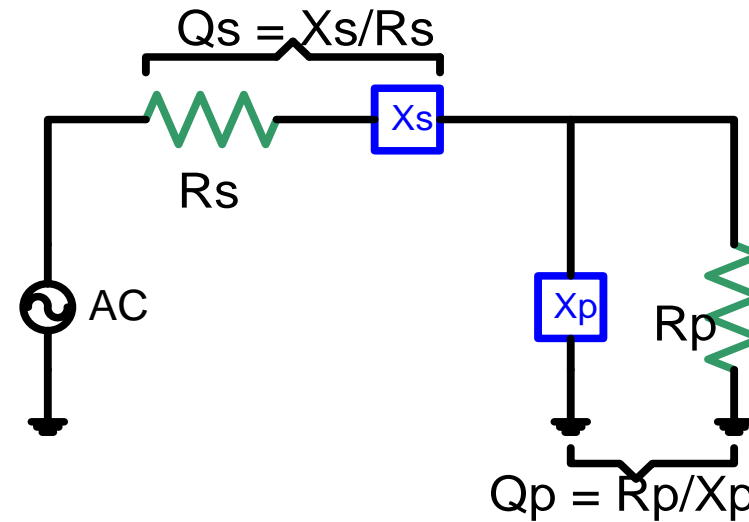 Qs = Xs/Rs
Xs
Rs
AC
Xp
Rp
Qp = Rp/Xp